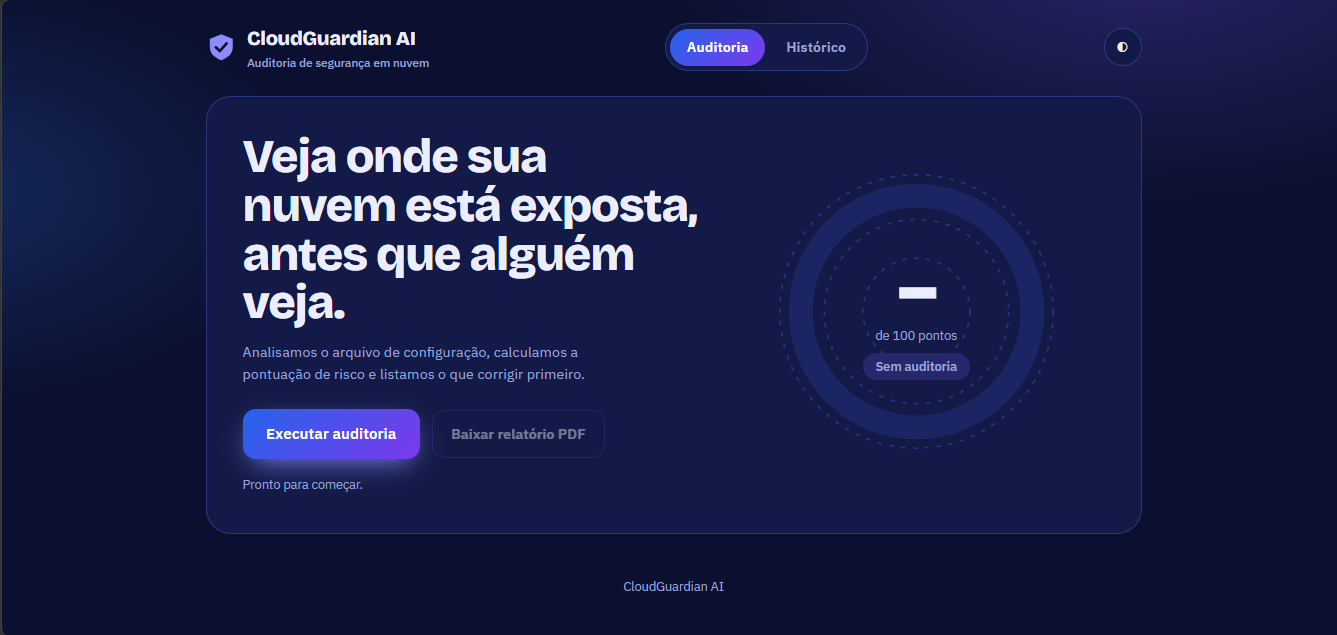 CloudGuardian AI
Auditoria de segurança em nuvem
Auditoria
Histórico
Veja onde sua
nuvem está exposta,
antes que alguém
veja.
Analisamos o arquivo de configuração, calculamos a
pontuação de risco e listamos o que corrigir primeiro.
Executar auditoria
Baixar relatório PDF
Pronto para começar.
—
de 100 pontos
Sem auditoria
CloudGuardian AI